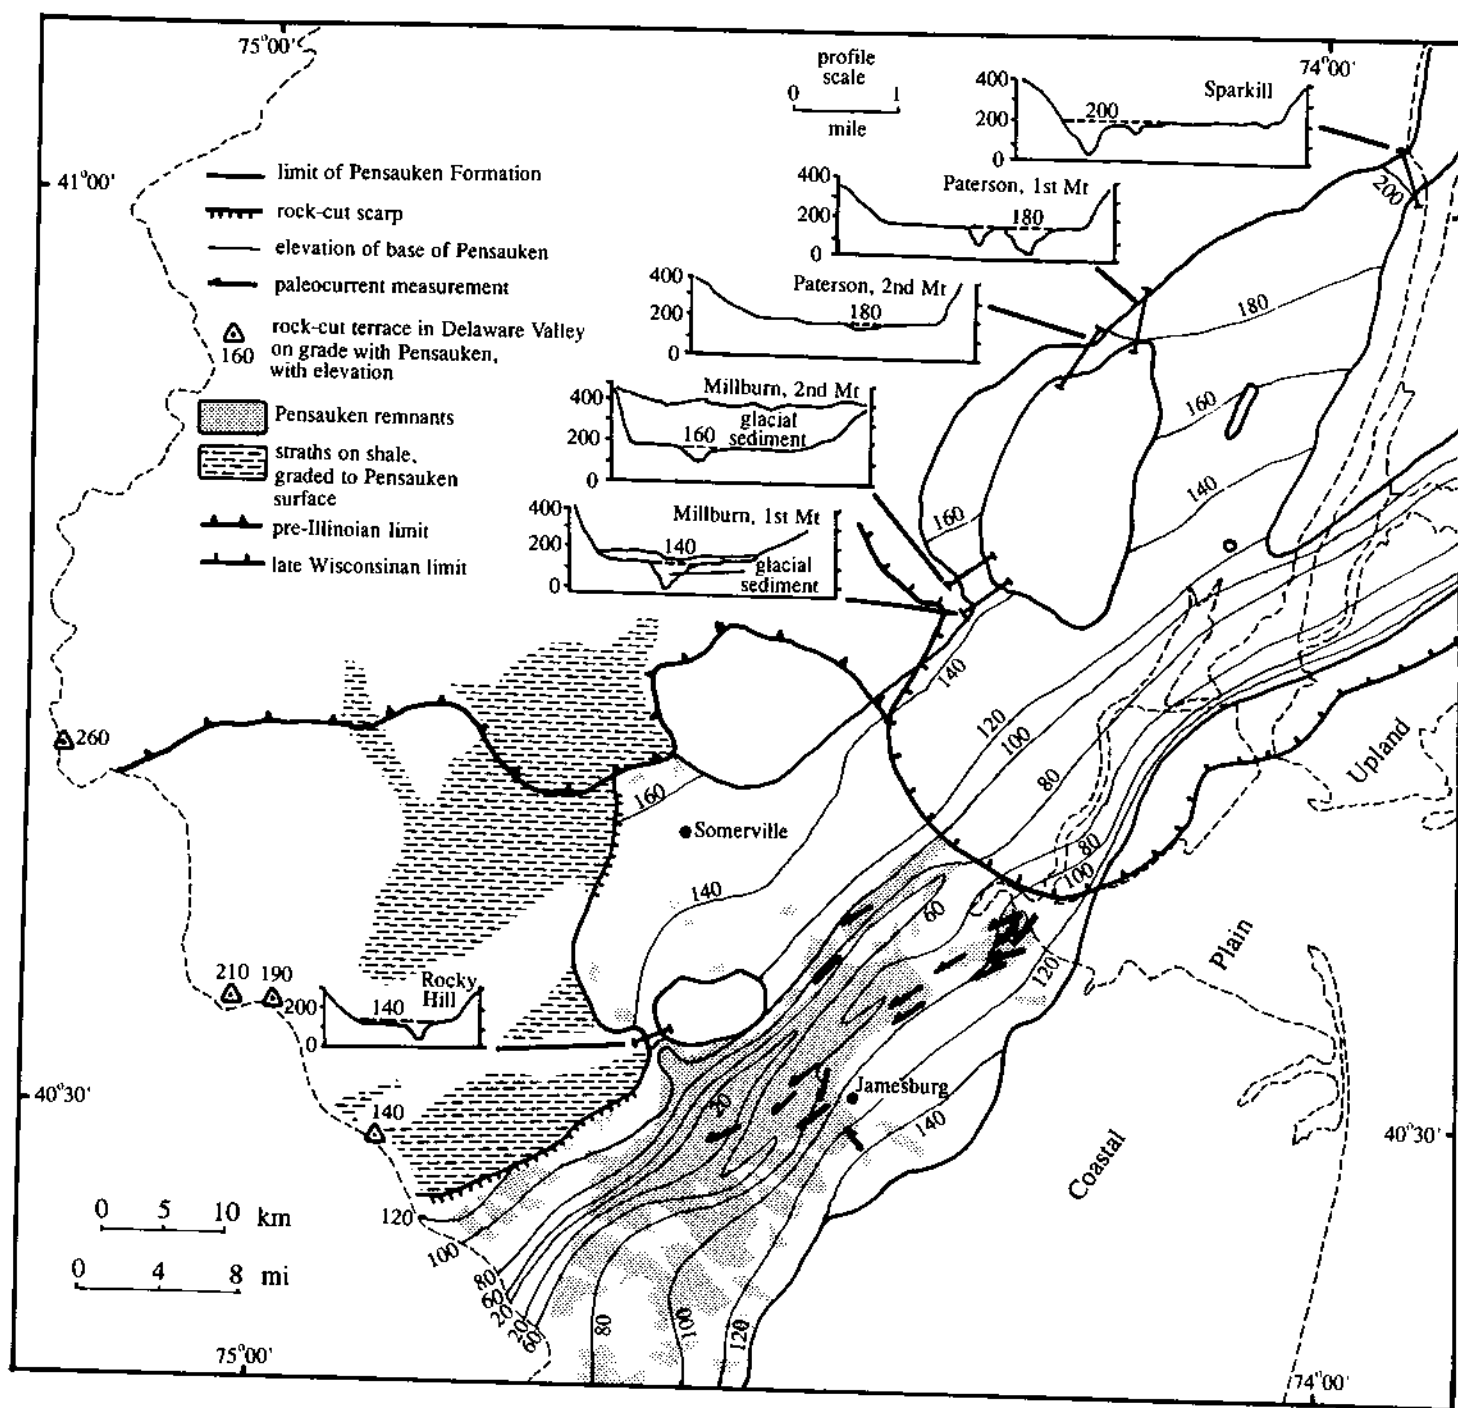 75°00'
74°00'
profile
scale
0 1
mile
400
200
0
200
Sparkill
41°00'
limit of Pensauken Formation
rock-cut scarp
elevation of base of Pensauken
paleocurrent measurement
160
rock-cut terrace in Delaware Valley
on grade with Pensauken,
with elevation
Pensauken remnants
straths on shale,
graded to Pensauken
surface
pre-Illinoian limit
late Wisconsinan limit
400
200
0
Paterson, 1st Mt
180
400
200
0
Paterson, 2nd Mt
180
400
200
0
Millburn, 2nd Mt
glacial
sediment
160
400
200
0
Millburn, 1st Mt
140
glacial
sediment
200
180
160
140
160
140
120
100
80
260
160
Somerville
140
80
100
60
120
Upland
Plain
Coastal
210
190
200
0
140
Rocky
Hill
40°30'
140
20
Jamesburg
140
40°30'
0 5 10 km
0 4 8 mi
120
100
80
60
20
20
60
80
100
120
75°00'
74°00'